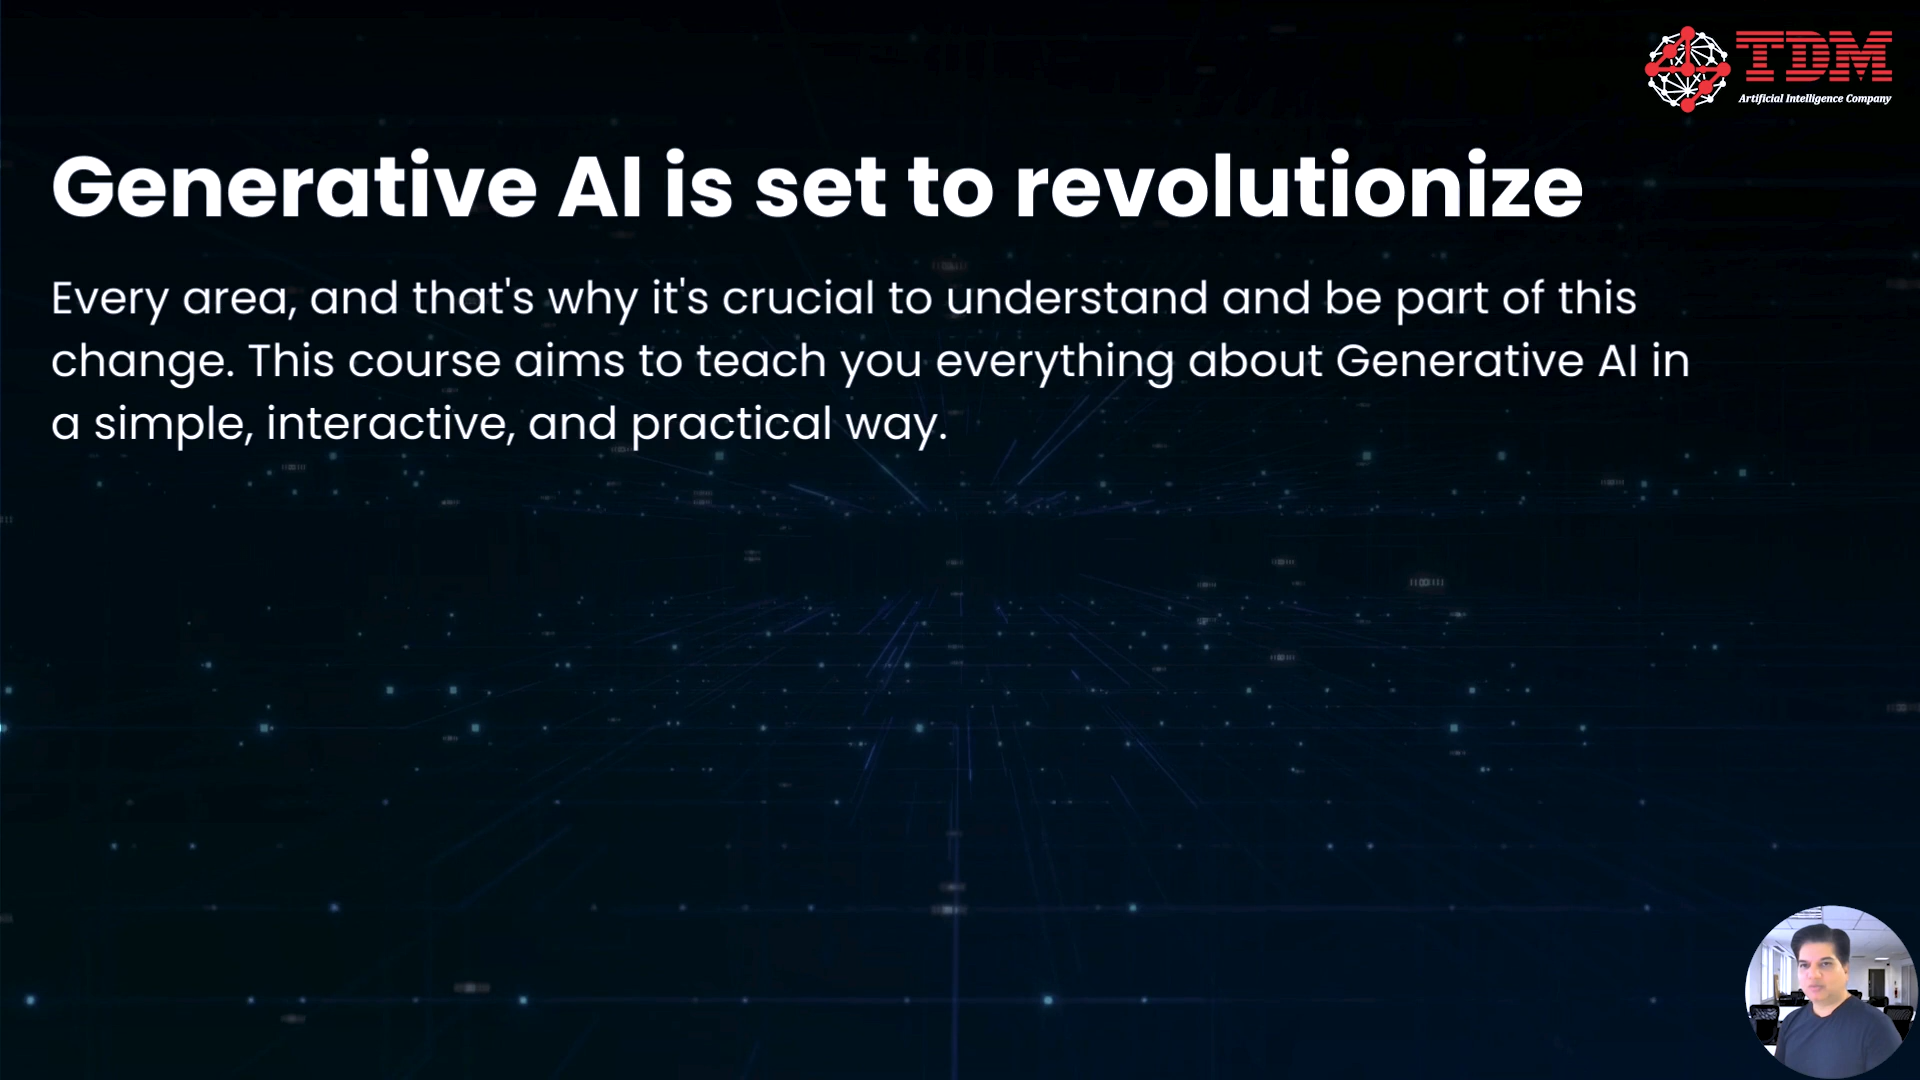 TDM
Artificial Intelligence Company
Generative AI is set to revolutionize
Every area, and that's why it's crucial to understand and be part of this
change. This course aims to teach you everything about Generative AI in
a simple, interactive, and practical way.